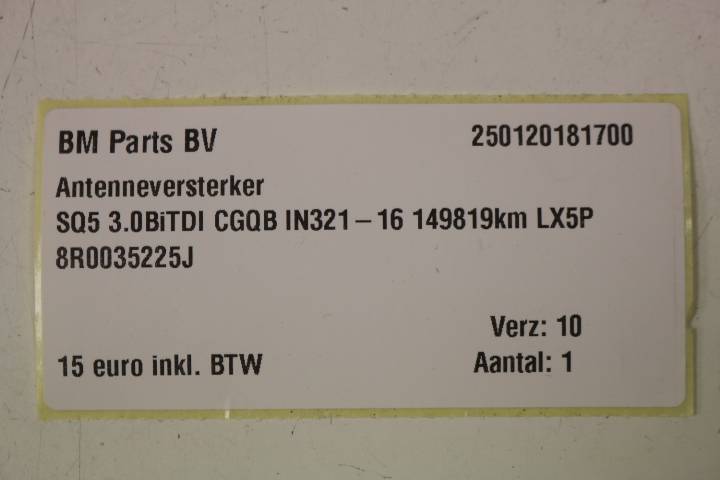 BM Parts BV 250120181700
Antenneversterker
SQ5 3.0BiTDI CGQB IN321-16 149819km LX5P
8R0035225J
Verz: 10
15 euro inkl. BTW Aantal: 1